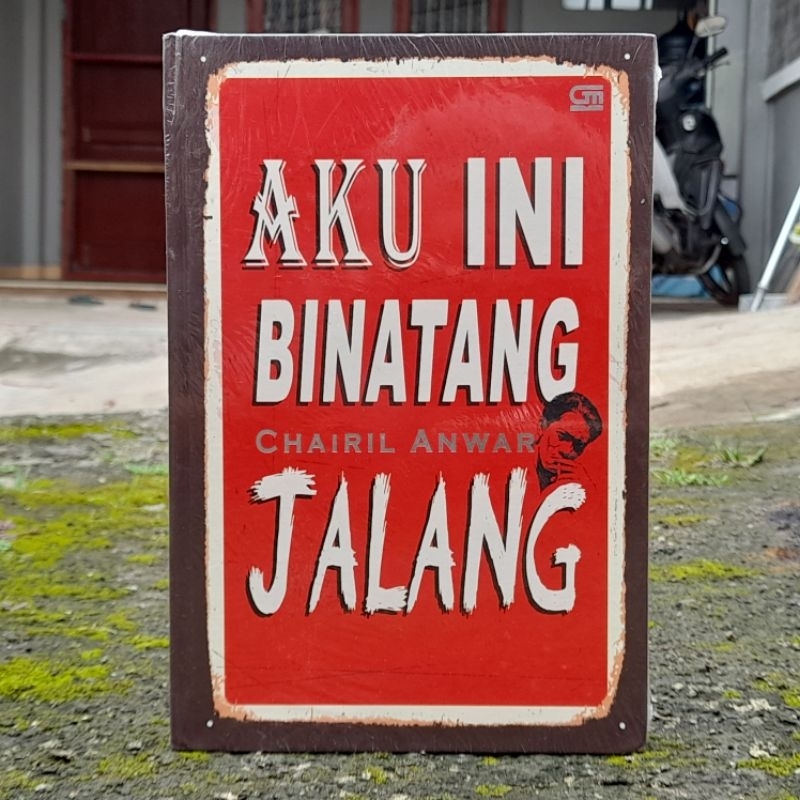 GM
AKU INI
BINATANG
CHAIRIL ANWAR
JALANG